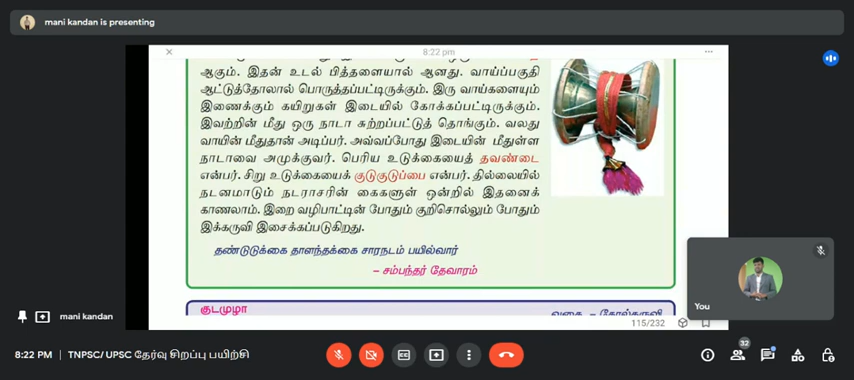 mani kandan is presenting
8:22 pm
ஆகும். இதன் உடல் பித்தளையால் ஆனது. வாய்ப்பகுதி
ஆட்டுத்தோலால் பொருத்தப்பட்டிருக்கும். இரு வாய்களையும்
இணைக்கும் கயிறுகள் இடையில் கோக்கப்பட்டிருக்கும்.
இவற்றின் மீது ஒரு நாடா சுற்றப்பட்டுத் தொங்கும். வலது
வாயின் மீதுதான் அடிப்பர். அவ்வப்போது இடையின் மீதுள்ள
நாடாவை அமுக்குவர். பெரிய உடுக்கையைத் தவண்டை
என்பர். சிறு உடுக்கையைக் குடுகுடுப்பை என்பர். தில்லையில்
நடனமாடும் நடராசரின் கைகளுள் ஒன்றில் இதனைக்
காணலாம். இறை வழிபாட்டின் போதும் குறிசொல்லும் போதும்
இக்கருவி இசைக்கப்படுகிறது.
தண்டுடுக்கை தாளந்தக்கை சாரநடம் பயில்வார்
– சம்பந்தர் தேவாரம்
குடமுழா
வகை – தோல்கருவி
115/232
You
mani kandan
8:22 PM | TNPSC/ UPSC தேர்வு சிறப்பு பயிற்சி
32